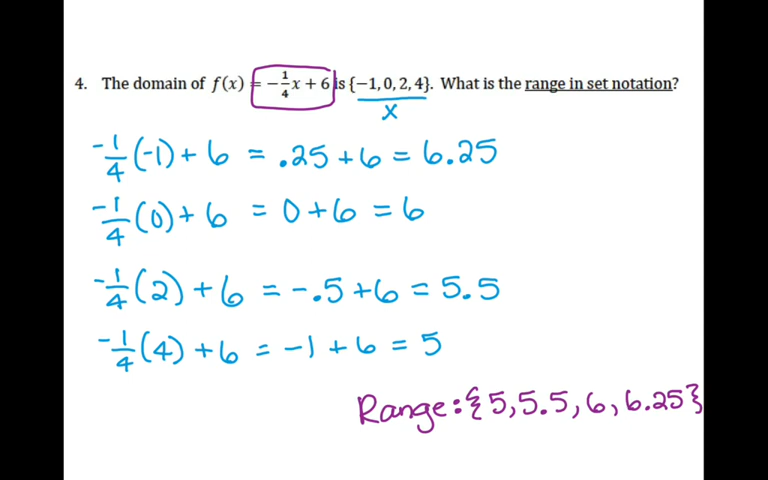 4. The domain of f(x) = -1/4x + 6 is {-1, 0, 2, 4}. What is the range in set notation?
x
-1/4(-1) + 6 = .25 + 6 = 6.25
-1/4(0) + 6 = 0 + 6 = 6
-1/4(2) + 6 = -.5 + 6 = 5.5
-1/4(4) + 6 = -1 + 6 = 5
Range: {5, 5.5, 6, 6.25}